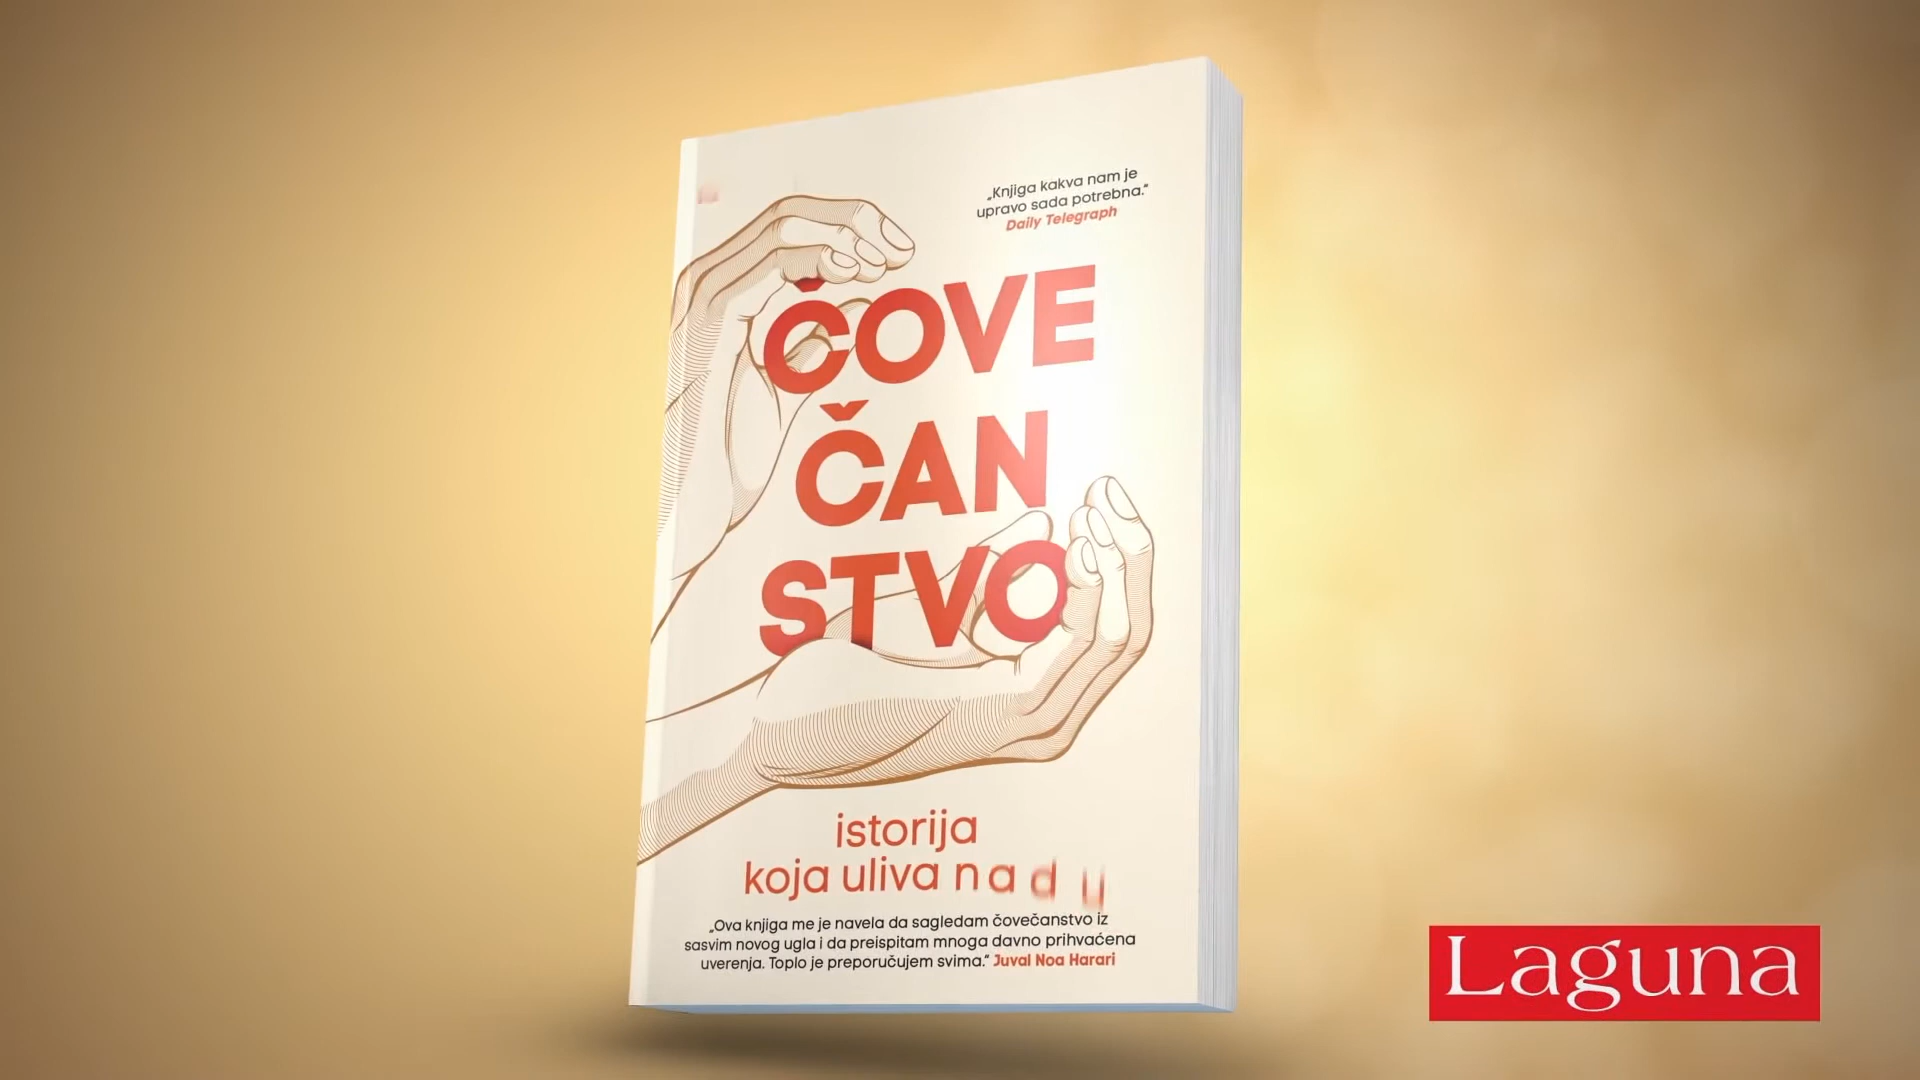 „Knjiga kakva nam je
upravo sada potrebna.“
Daily Telegraph
ČOVE
ČAN
STVO
istorija
koja uliva nadu
„Ova knjiga me je navela da sagledam čovečanstvo iz
sasvim novog ugla i da preispitam mnoga davno prihvaćena
uverenja. Toplo je preporučujem svima.“ Juval Noa Harari
Laguna